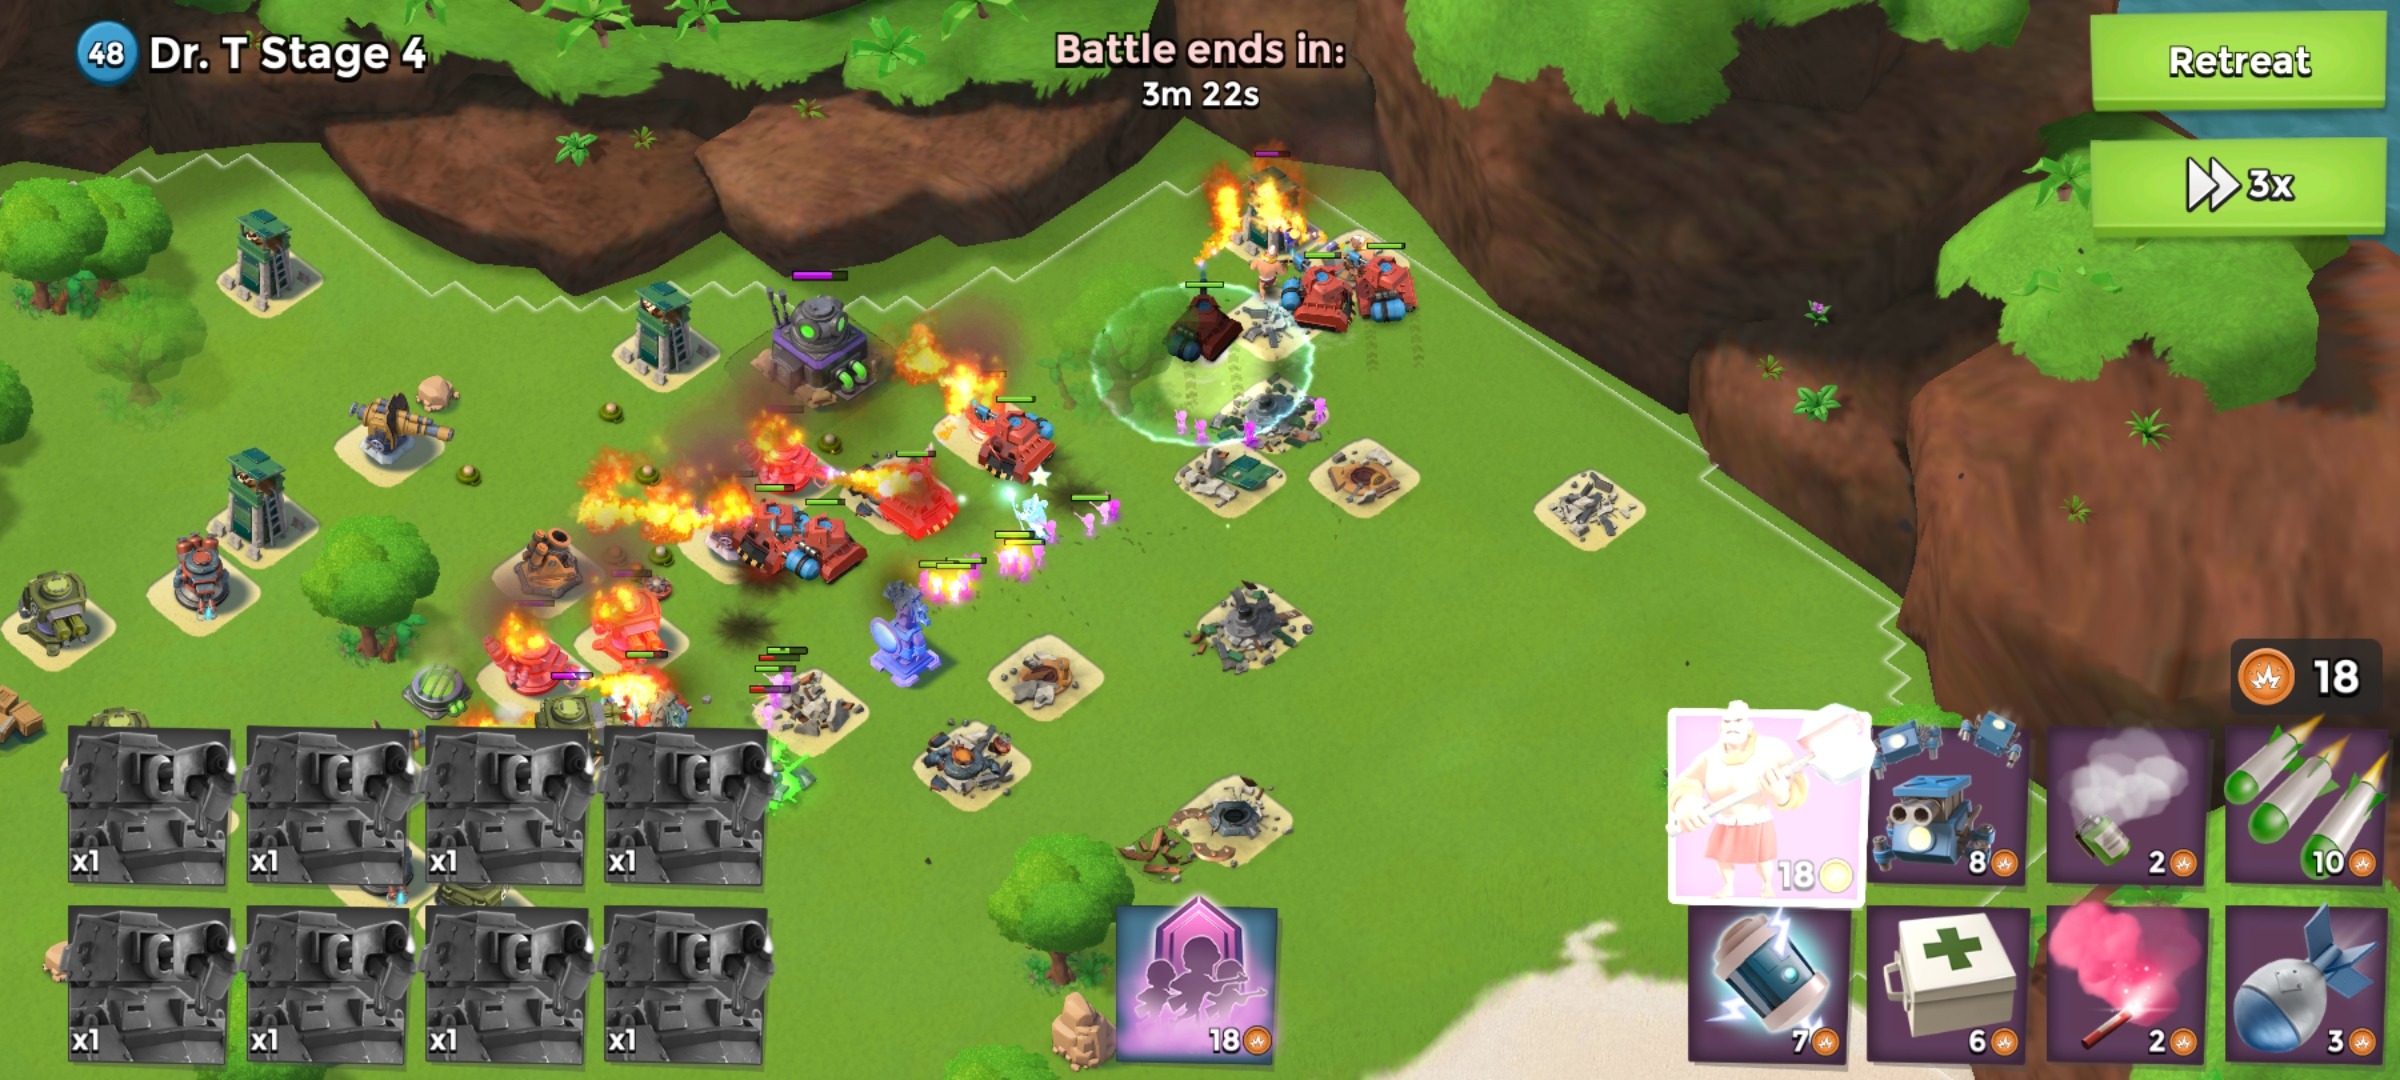 48 Dr. T Stage 4
Battle ends in:
3m 22s
Retreat
3x
18
x1 x1 x1 x1
18 8 2 10
x1 x1 x1 x1
18
7 6 2 3